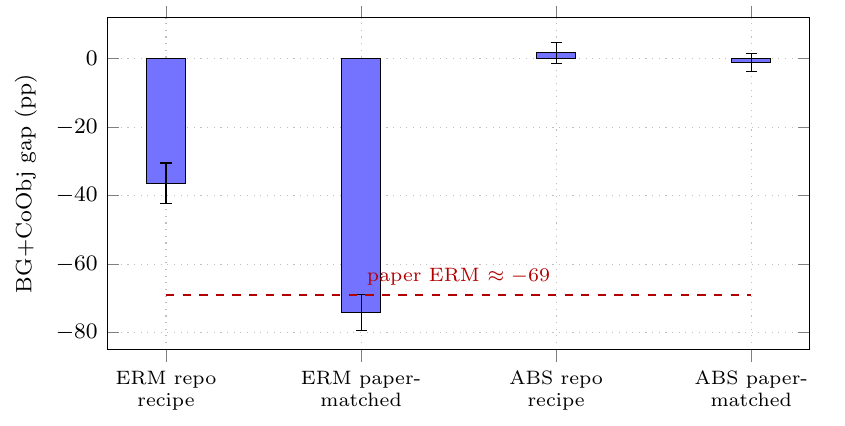 BG+CoObj gap (pp)
0
−20
−40
−60
−80
paper ERM ≈ −69
ERM repo
recipe
ERM paper-
matched
ABS repo
recipe
ABS paper-
matched